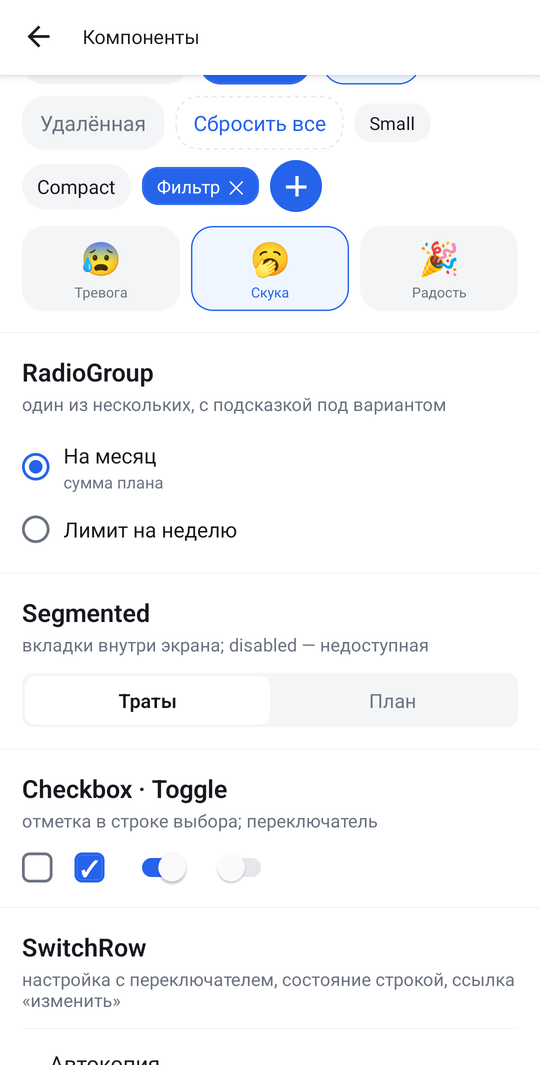 Компоненты
Удалённая
Сбросить все
Small
Compact
Фильтр
Тревога
Скука
Радость
RadioGroup
один из нескольких, с подсказкой под вариантом
На месяц
сумма плана
Лимит на неделю
Segmented
вкладки внутри экрана; disabled — недоступная
Траты
План
Checkbox · Toggle
отметка в строке выбора; переключатель
SwitchRow
настройка с переключателем, состояние строкой, ссылка
«изменить»
Автокопия